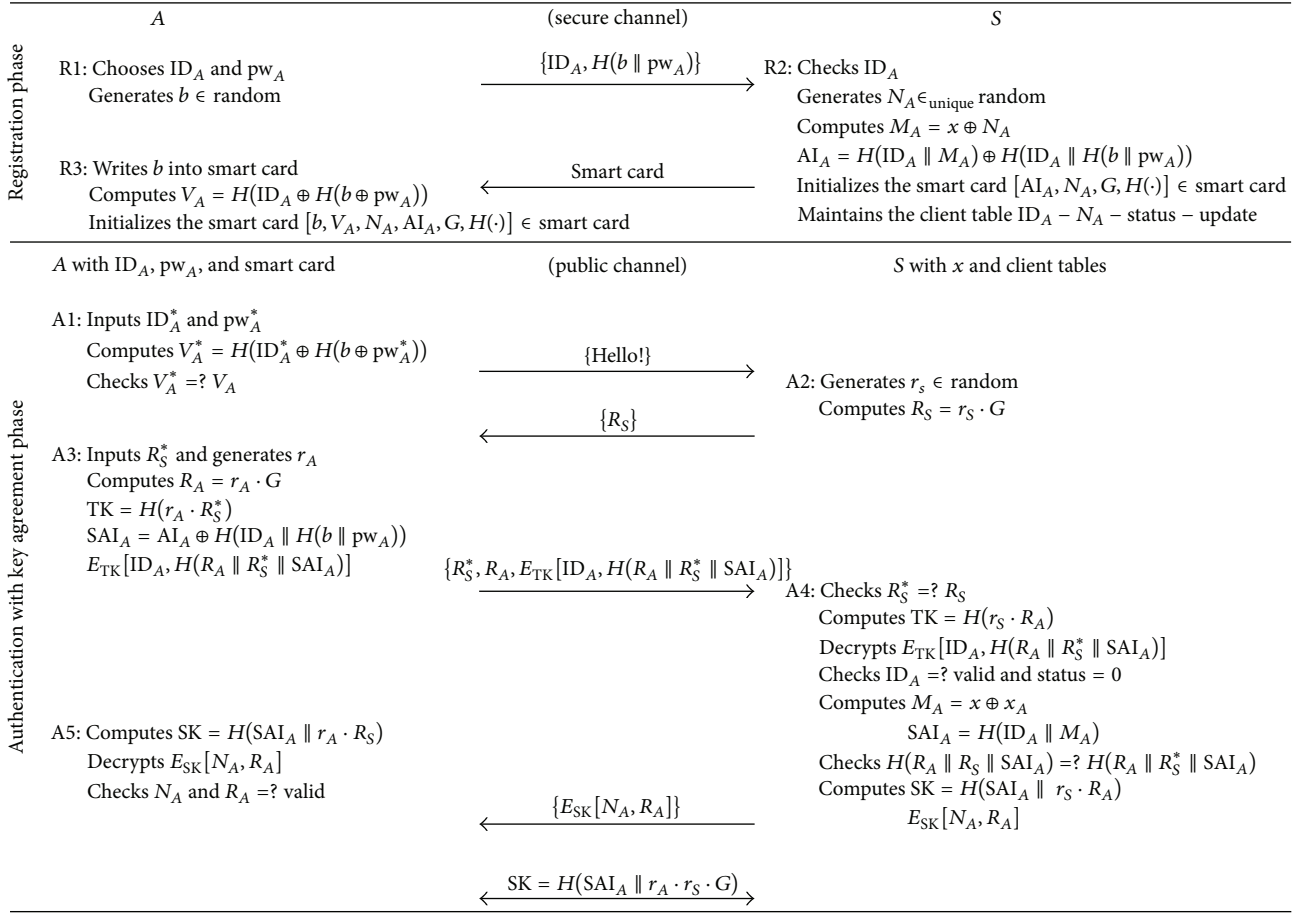 A (secure channel) S
Registration phase
R1: Chooses ID_A and pw_A
Generates b ∈ random
{ID_A, H(b ∥ pw_A)}
R2: Checks ID_A
Generates N_A ∈_unique random
Computes M_A = x ⊕ N_A
AI_A = H(ID_A ∥ M_A) ⊕ H(ID_A ∥ H(b ∥ pw_A))
Initializes the smart card [AI_A, N_A, G, H(·)] ∈ smart card
Maintains the client table ID_A – N_A – status – update
Smart card
R3: Writes b into smart card
Computes V_A = H(ID_A ⊕ H(b ⊕ pw_A))
Initializes the smart card [b, V_A, N_A, AI_A, G, H(·)] ∈ smart card
Authentication with key agreement phase
A with ID_A, pw_A, and smart card (public channel) S with x and client tables
A1: Inputs ID*_A and pw*_A
Computes V*_A = H(ID*_A ⊕ H(b ⊕ pw*_A))
Checks V*_A =? V_A
{Hello!}
A2: Generates r_s ∈ random
Computes R_S = r_S · G
{R_S}
A3: Inputs R*_S and generates r_A
Computes R_A = r_A · G
TK = H(r_A · R*_S)
SAI_A = AI_A ⊕ H(ID_A ∥ H(b ∥ pw_A))
E_TK[ID_A, H(R_A ∥ R*_S ∥ SAI_A)]
{R*_S, R_A, E_TK[ID_A, H(R_A ∥ R*_S ∥ SAI_A)]}
A4: Checks R*_S =? R_S
Computes TK = H(r_S · R_A)
Decrypts E_TK[ID_A, H(R_A ∥ R*_S ∥ SAI_A)]
Checks ID_A =? valid and status = 0
Computes M_A = x ⊕ x_A
SAI_A = H(ID_A ∥ M_A)
Checks H(R_A ∥ R_S ∥ SAI_A) =? H(R_A ∥ R*_S ∥ SAI_A)
Computes SK = H(SAI_A ∥ r_S · R_A)
E_SK[N_A, R_A]
{E_SK[N_A, R_A]}
A5: Computes SK = H(SAI_A ∥ r_A · R_S)
Decrypts E_SK[N_A, R_A]
Checks N_A and R_A =? valid
SK = H(SAI_A ∥ r_A · r_S · G)